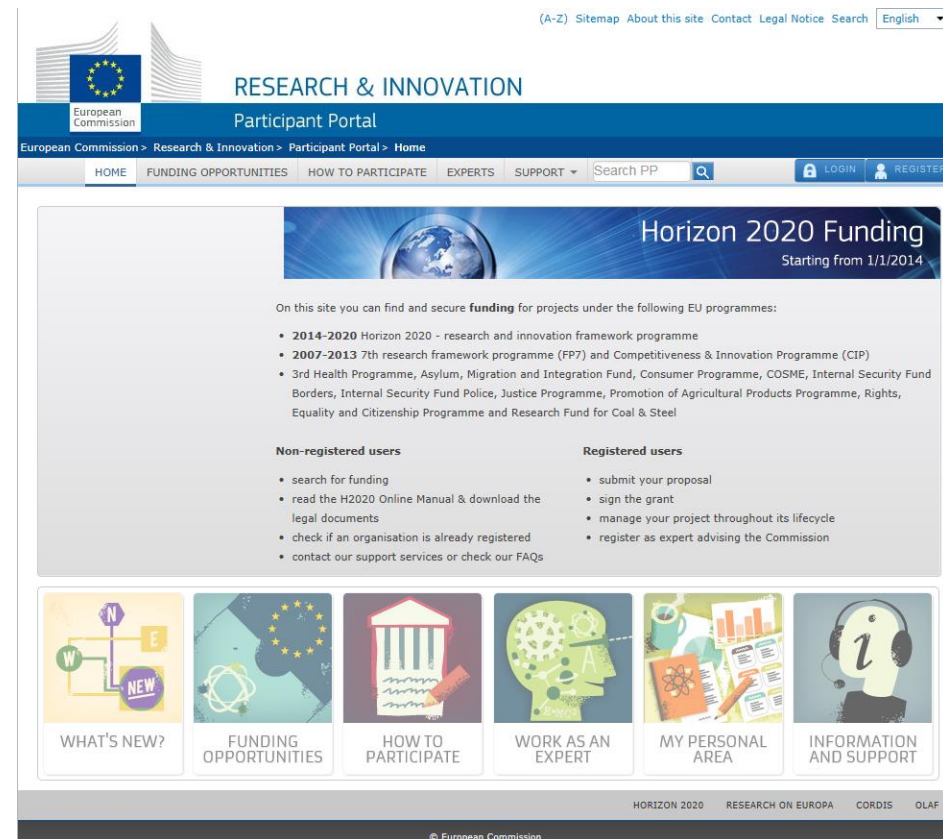 (A-Z) Sitemap About this site Contact Legal Notice Search English
European
Commission
RESEARCH & INNOVATION
Participant Portal
European Commission > Research & Innovation > Participant Portal > Home
HOME FUNDING OPPORTUNITIES HOW TO PARTICIPATE EXPERTS SUPPORT Search PP LOGIN REGISTER
Horizon 2020 Funding
Starting from 1/1/2014
On this site you can find and secure funding for projects under the following EU programmes:
• 2014-2020 Horizon 2020 - research and innovation framework programme
• 2007-2013 7th research framework programme (FP7) and Competitiveness & Innovation Programme (CIP)
• 3rd Health Programme, Asylum, Migration and Integration Fund, Consumer Programme, COSME, Internal Security Fund
Borders, Internal Security Fund Police, Justice Programme, Promotion of Agricultural Products Programme, Rights,
Equality and Citizenship Programme and Research Fund for Coal & Steel
Non-registered users
• search for funding
• read the H2020 Online Manual & download the
legal documents
• check if an organisation is already registered
• contact our support services or check our FAQs
Registered users
• submit your proposal
• sign the grant
• manage your project throughout its lifecycle
• register as expert advising the Commission
N
W
E
NEW
A
i
WHAT'S NEW?
FUNDING
OPPORTUNITIES
HOW TO
PARTICIPATE
WORK AS AN
EXPERT
MY PERSONAL
AREA
INFORMATION
AND SUPPORT
HORIZON 2020 RESEARCH ON EUROPA CORDIS OLAF
© European Commission